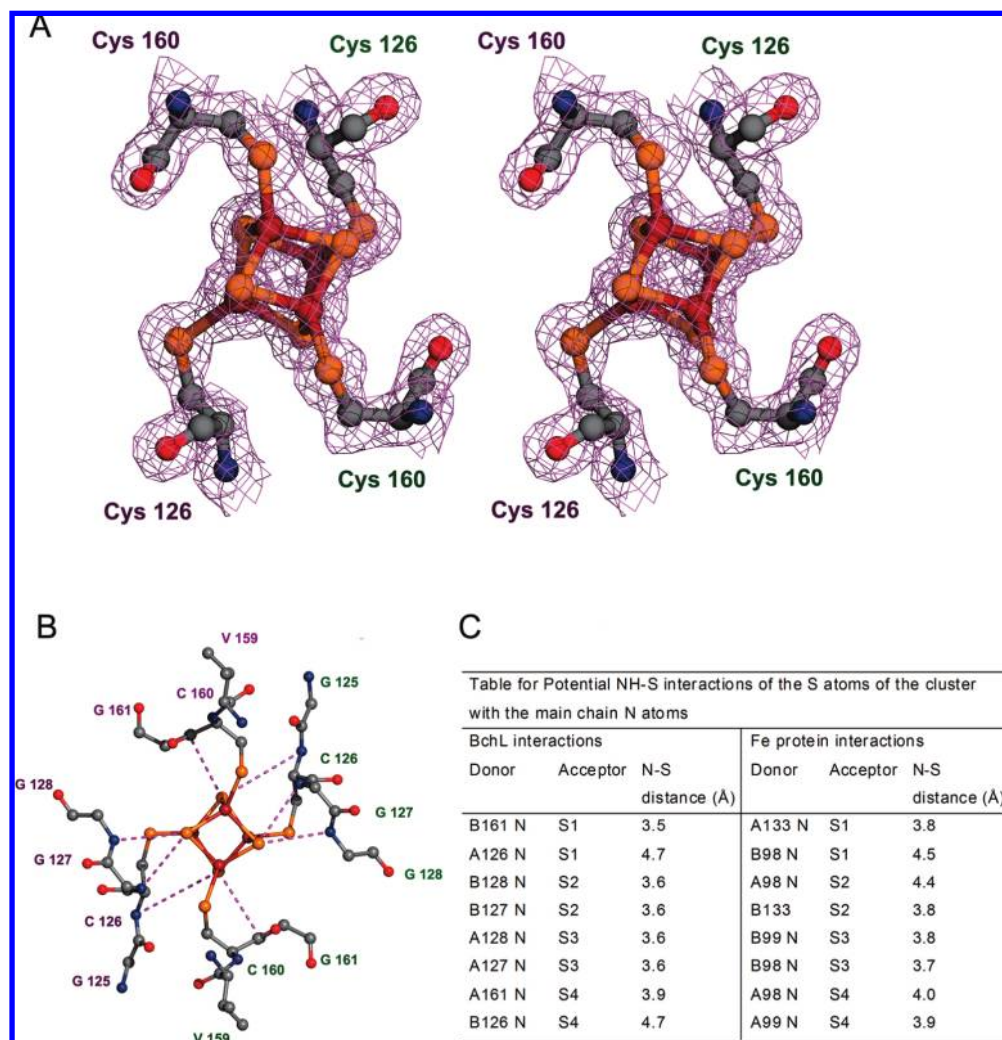 A
Cys 160
Cys 126
Cys 160
Cys 126
Cys 126
Cys 160
Cys 126
Cys 160
B
V 159
C 160
G 161
G 128
G 127
C 126
G 125
G 125
C 126
G 127
G 128
C 160
G 161
V 159
C
Table for Potential NH-S interactions of the S atoms of the cluster
with the main chain N atoms
BchL interactions Fe protein interactions
Donor Acceptor N-S Donor Acceptor N-S
distance (Å) distance (Å)
B161 N S1 3.5 A133 N S1 3.8
A126 N S1 4.7 B98 N S1 4.5
B128 N S2 3.6 A98 N S2 4.4
B127 N S2 3.6 B133 S2 3.8
A128 N S3 3.6 B99 N S3 3.8
A127 N S3 3.6 B98 N S3 3.7
A161 N S4 3.9 A98 N S4 4.0
B126 N S4 4.7 A99 N S4 3.9